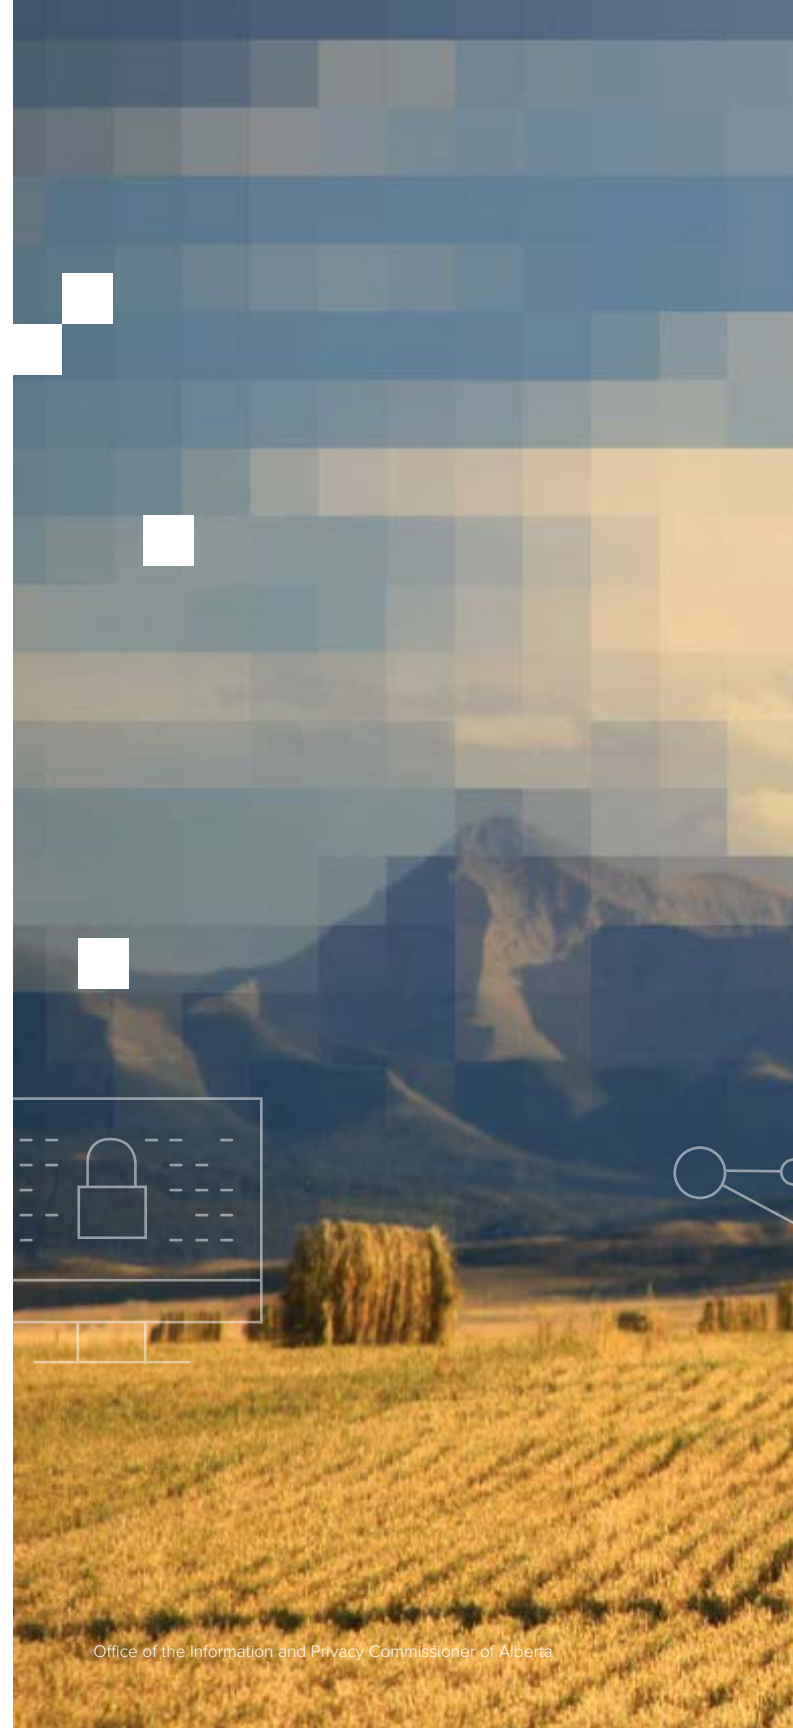 Office of the Information and Privacy Commissioner of Alberta